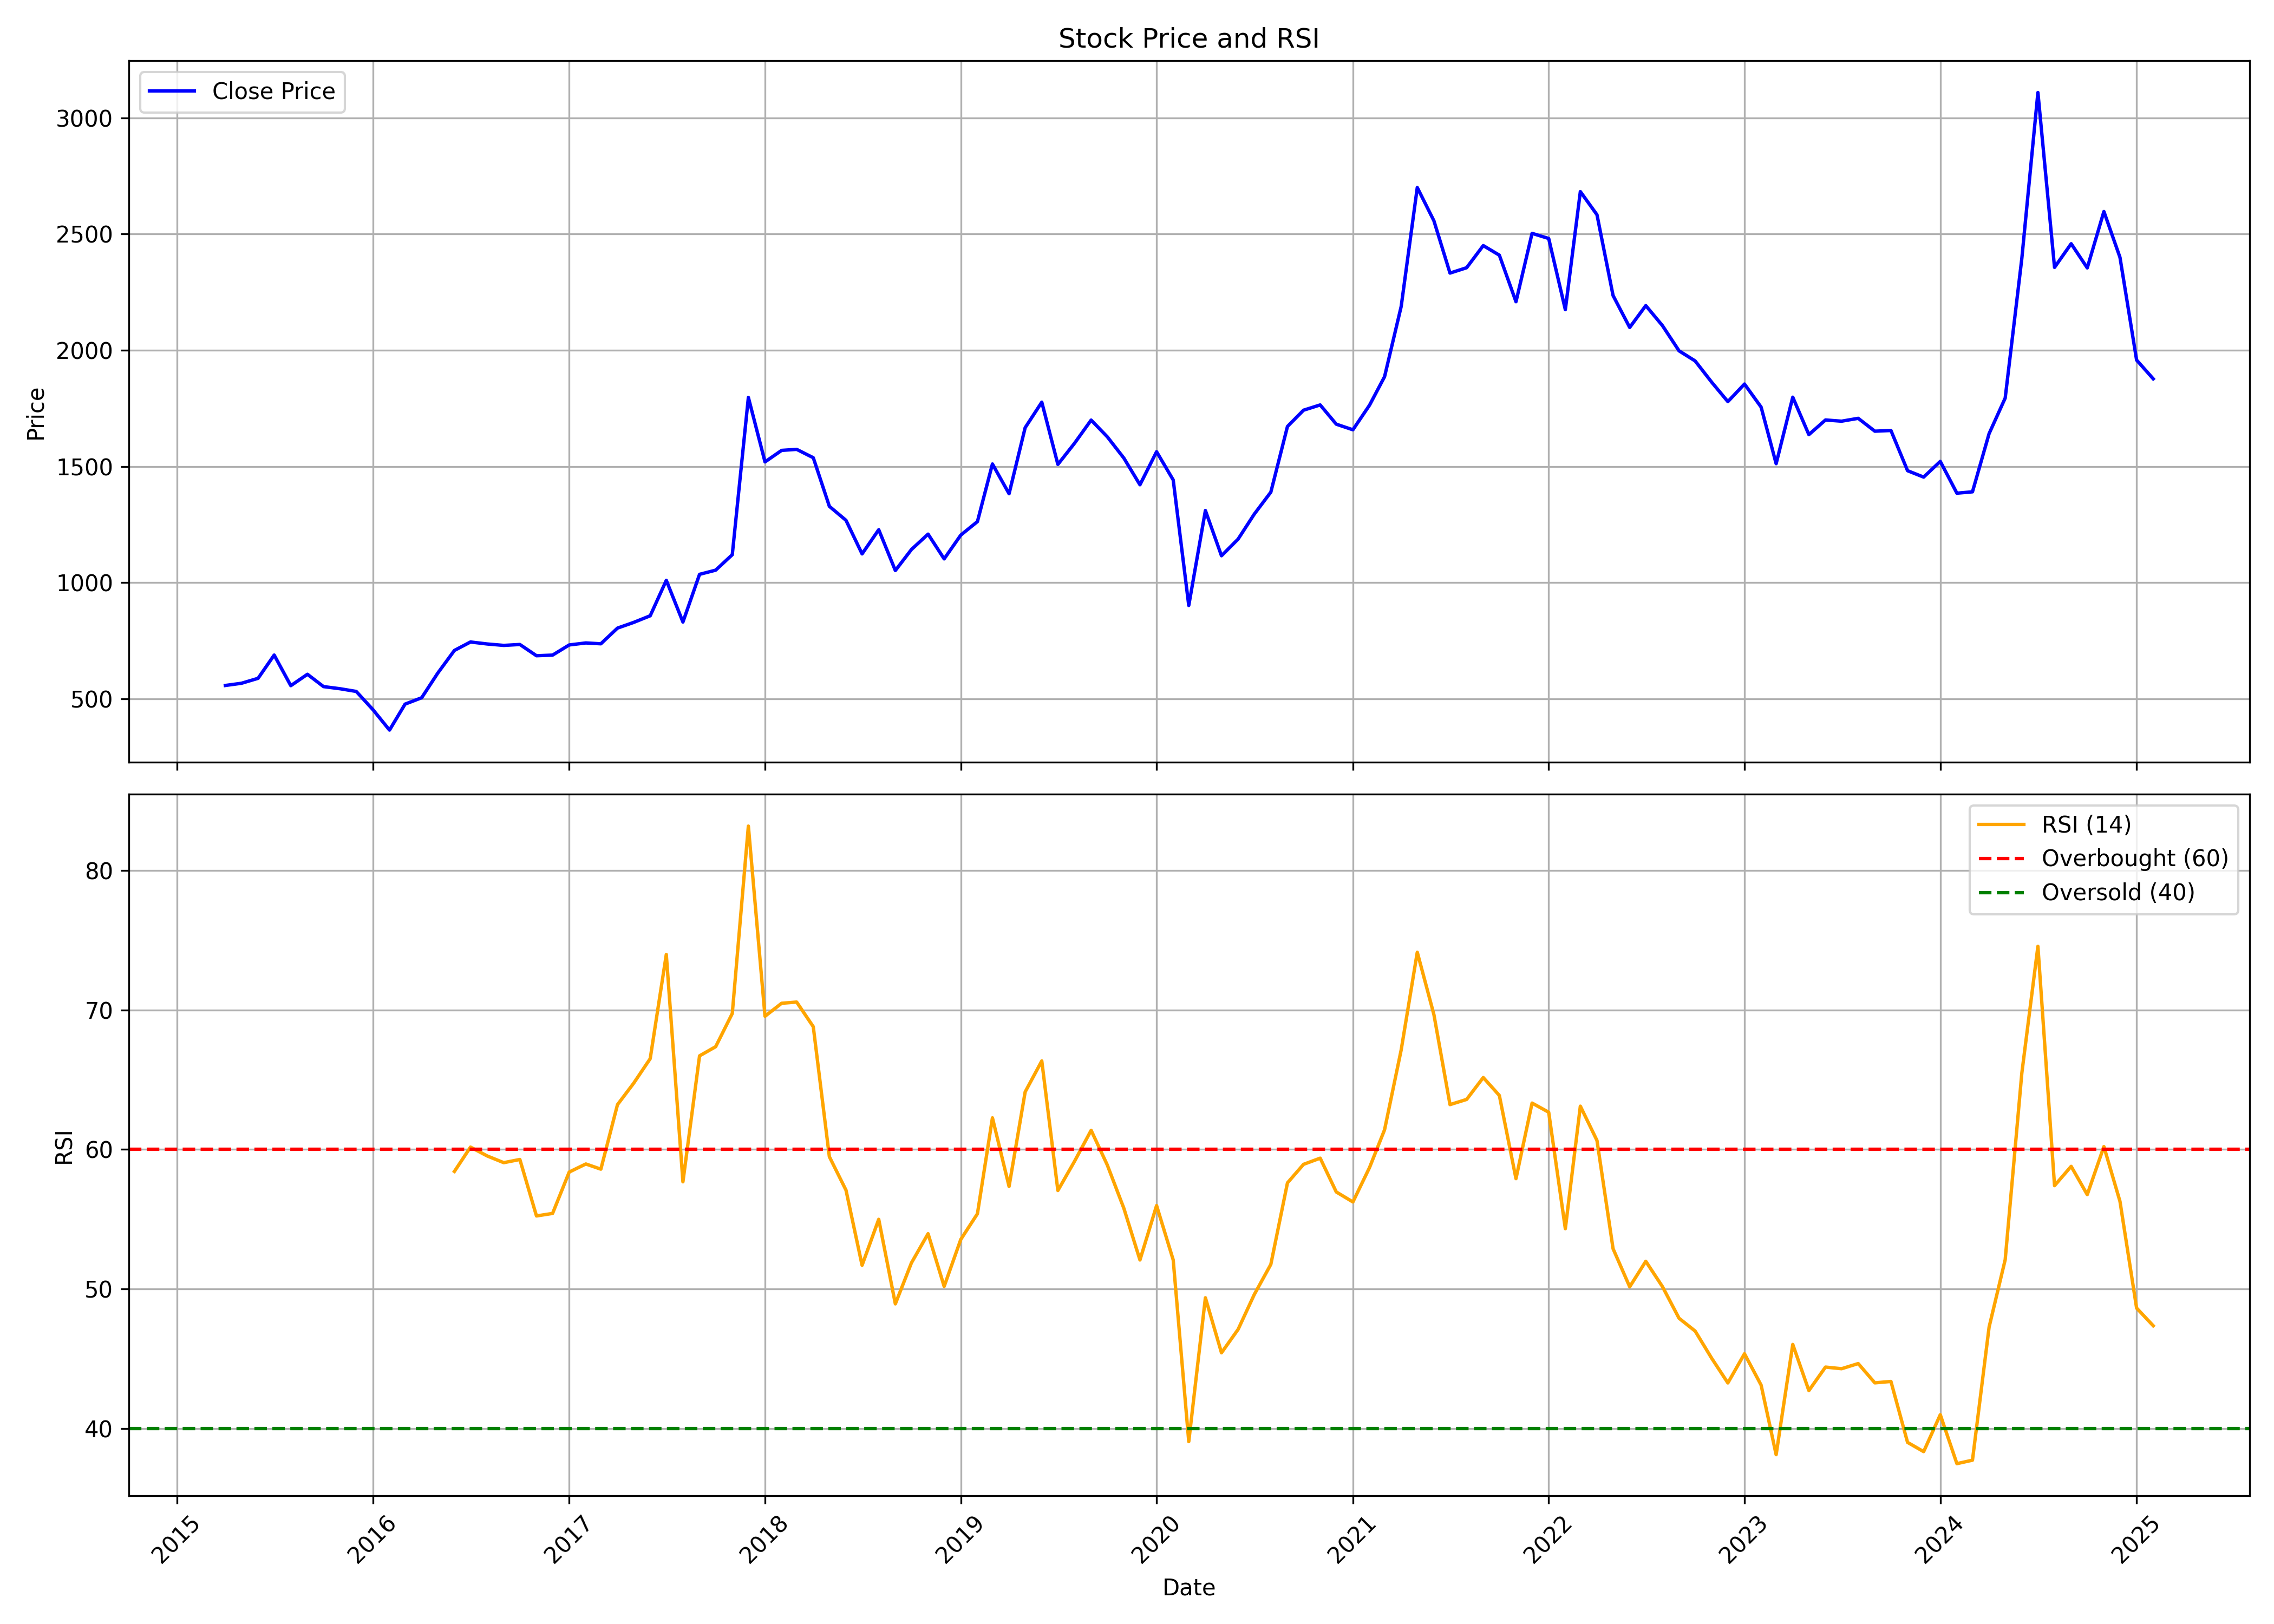 Stock Price and RSI
Close Price
3000
2500
2000
1500
1000
500
Price
RSI (14)
Overbought (60)
Oversold (40)
80
70
60
50
40
RSI
2015
2016
2017
2018
2019
2020
2021
2022
2023
2024
2025
Date